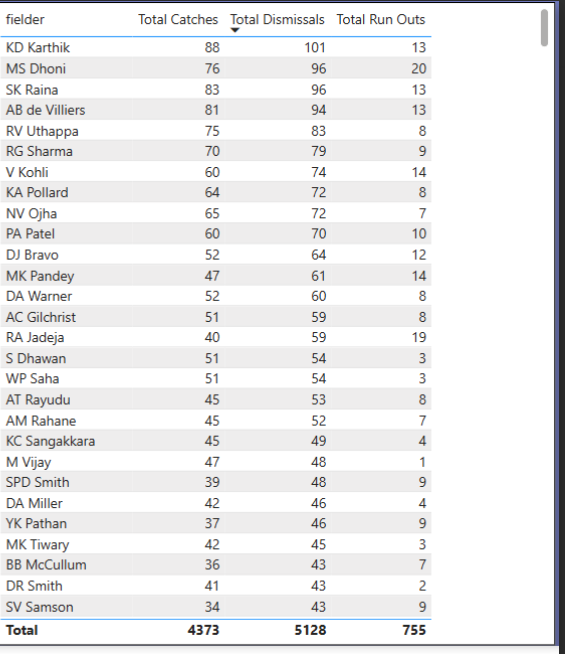 fielder Total Catches Total Dismissals Total Run Outs
KD Karthik 88 101 13
MS Dhoni 76 96 20
SK Raina 83 96 13
AB de Villiers 81 94 13
RV Uthappa 75 83 8
RG Sharma 70 79 9
V Kohli 60 74 14
KA Pollard 64 72 8
NV Ojha 65 72 7
PA Patel 60 70 10
DJ Bravo 52 64 12
MK Pandey 47 61 14
DA Warner 52 60 8
AC Gilchrist 51 59 8
RA Jadeja 40 59 19
S Dhawan 51 54 3
WP Saha 51 54 3
AT Rayudu 45 53 8
AM Rahane 45 52 7
KC Sangakkara 45 49 4
M Vijay 47 48 1
SPD Smith 39 48 9
DA Miller 42 46 4
YK Pathan 37 46 9
MK Tiwary 42 45 3
BB McCullum 36 43 7
DR Smith 41 43 2
SV Samson 34 43 9
Total 4373 5128 755